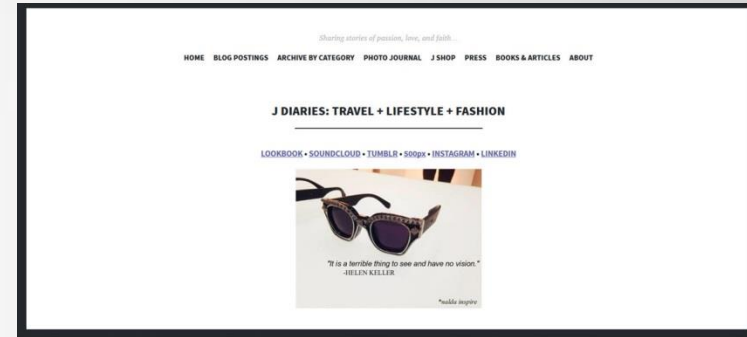 Sharing stories of passion, love, and faith...
HOME BLOG POSTINGS ARCHIVE BY CATEGORY PHOTO JOURNAL J SHOP PRESS BOOKS & ARTICLES ABOUT
J DIARIES: TRAVEL + LIFESTYLE + FASHION
LOOKBOOK • SOUNDCLOUD • TUMBLR • 500px • INSTAGRAM • LINKEDIN
"It is a terrible thing to see and have no vision."
-HELEN KELLER
inspire